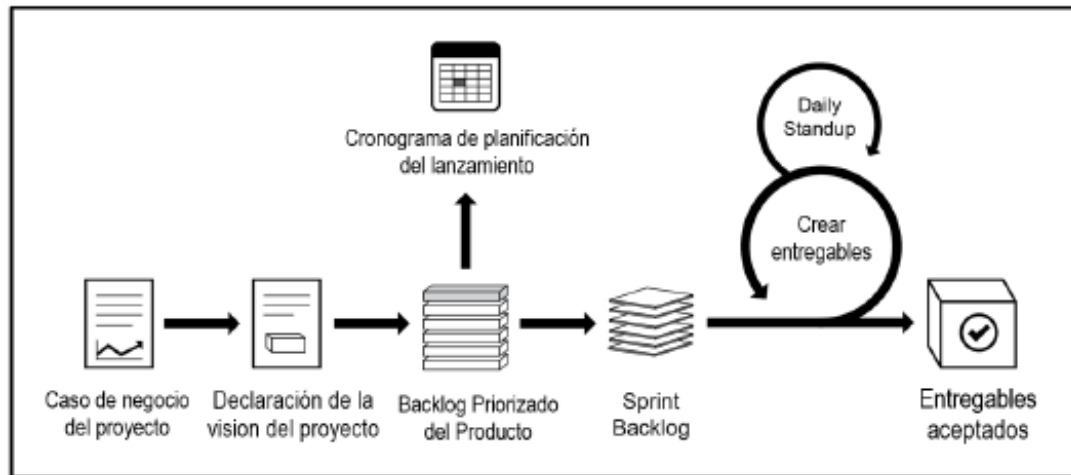 Cronograma de planificación
del lanzamiento
Daily
Standup
Crear
entregables
Caso de negocio
del proyecto
Declaración de la
vision del proyecto
Backlog Priorizado
del Producto
Sprint
Backlog
Entregables
aceptados